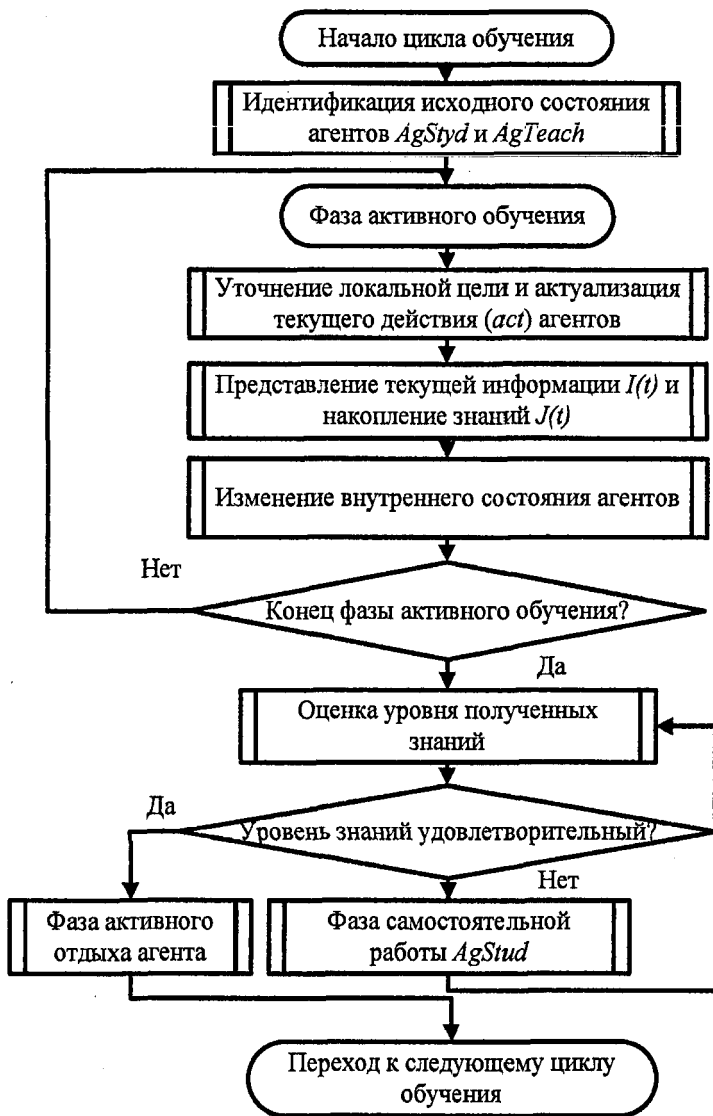 Начало цикла обучения
Идентификация исходного состояния
агентов AgStyd и AgTeach
Фаза активного обучения
Уточнение локальной цели и актуализация
текущего действия (act) агентов
Представление текущей информации I(t) и
накопление знаний J(t)
Изменение внутреннего состояния агентов
Нет
Конец фазы активного обучения?
Да
Оценка уровня полученных
знаний
Да
Уровень знаний удовлетворительный?
Нет
Фаза активного
отдыха агента
Фаза самостоятельной
работы AgStud
Переход к следующему циклу
обучения